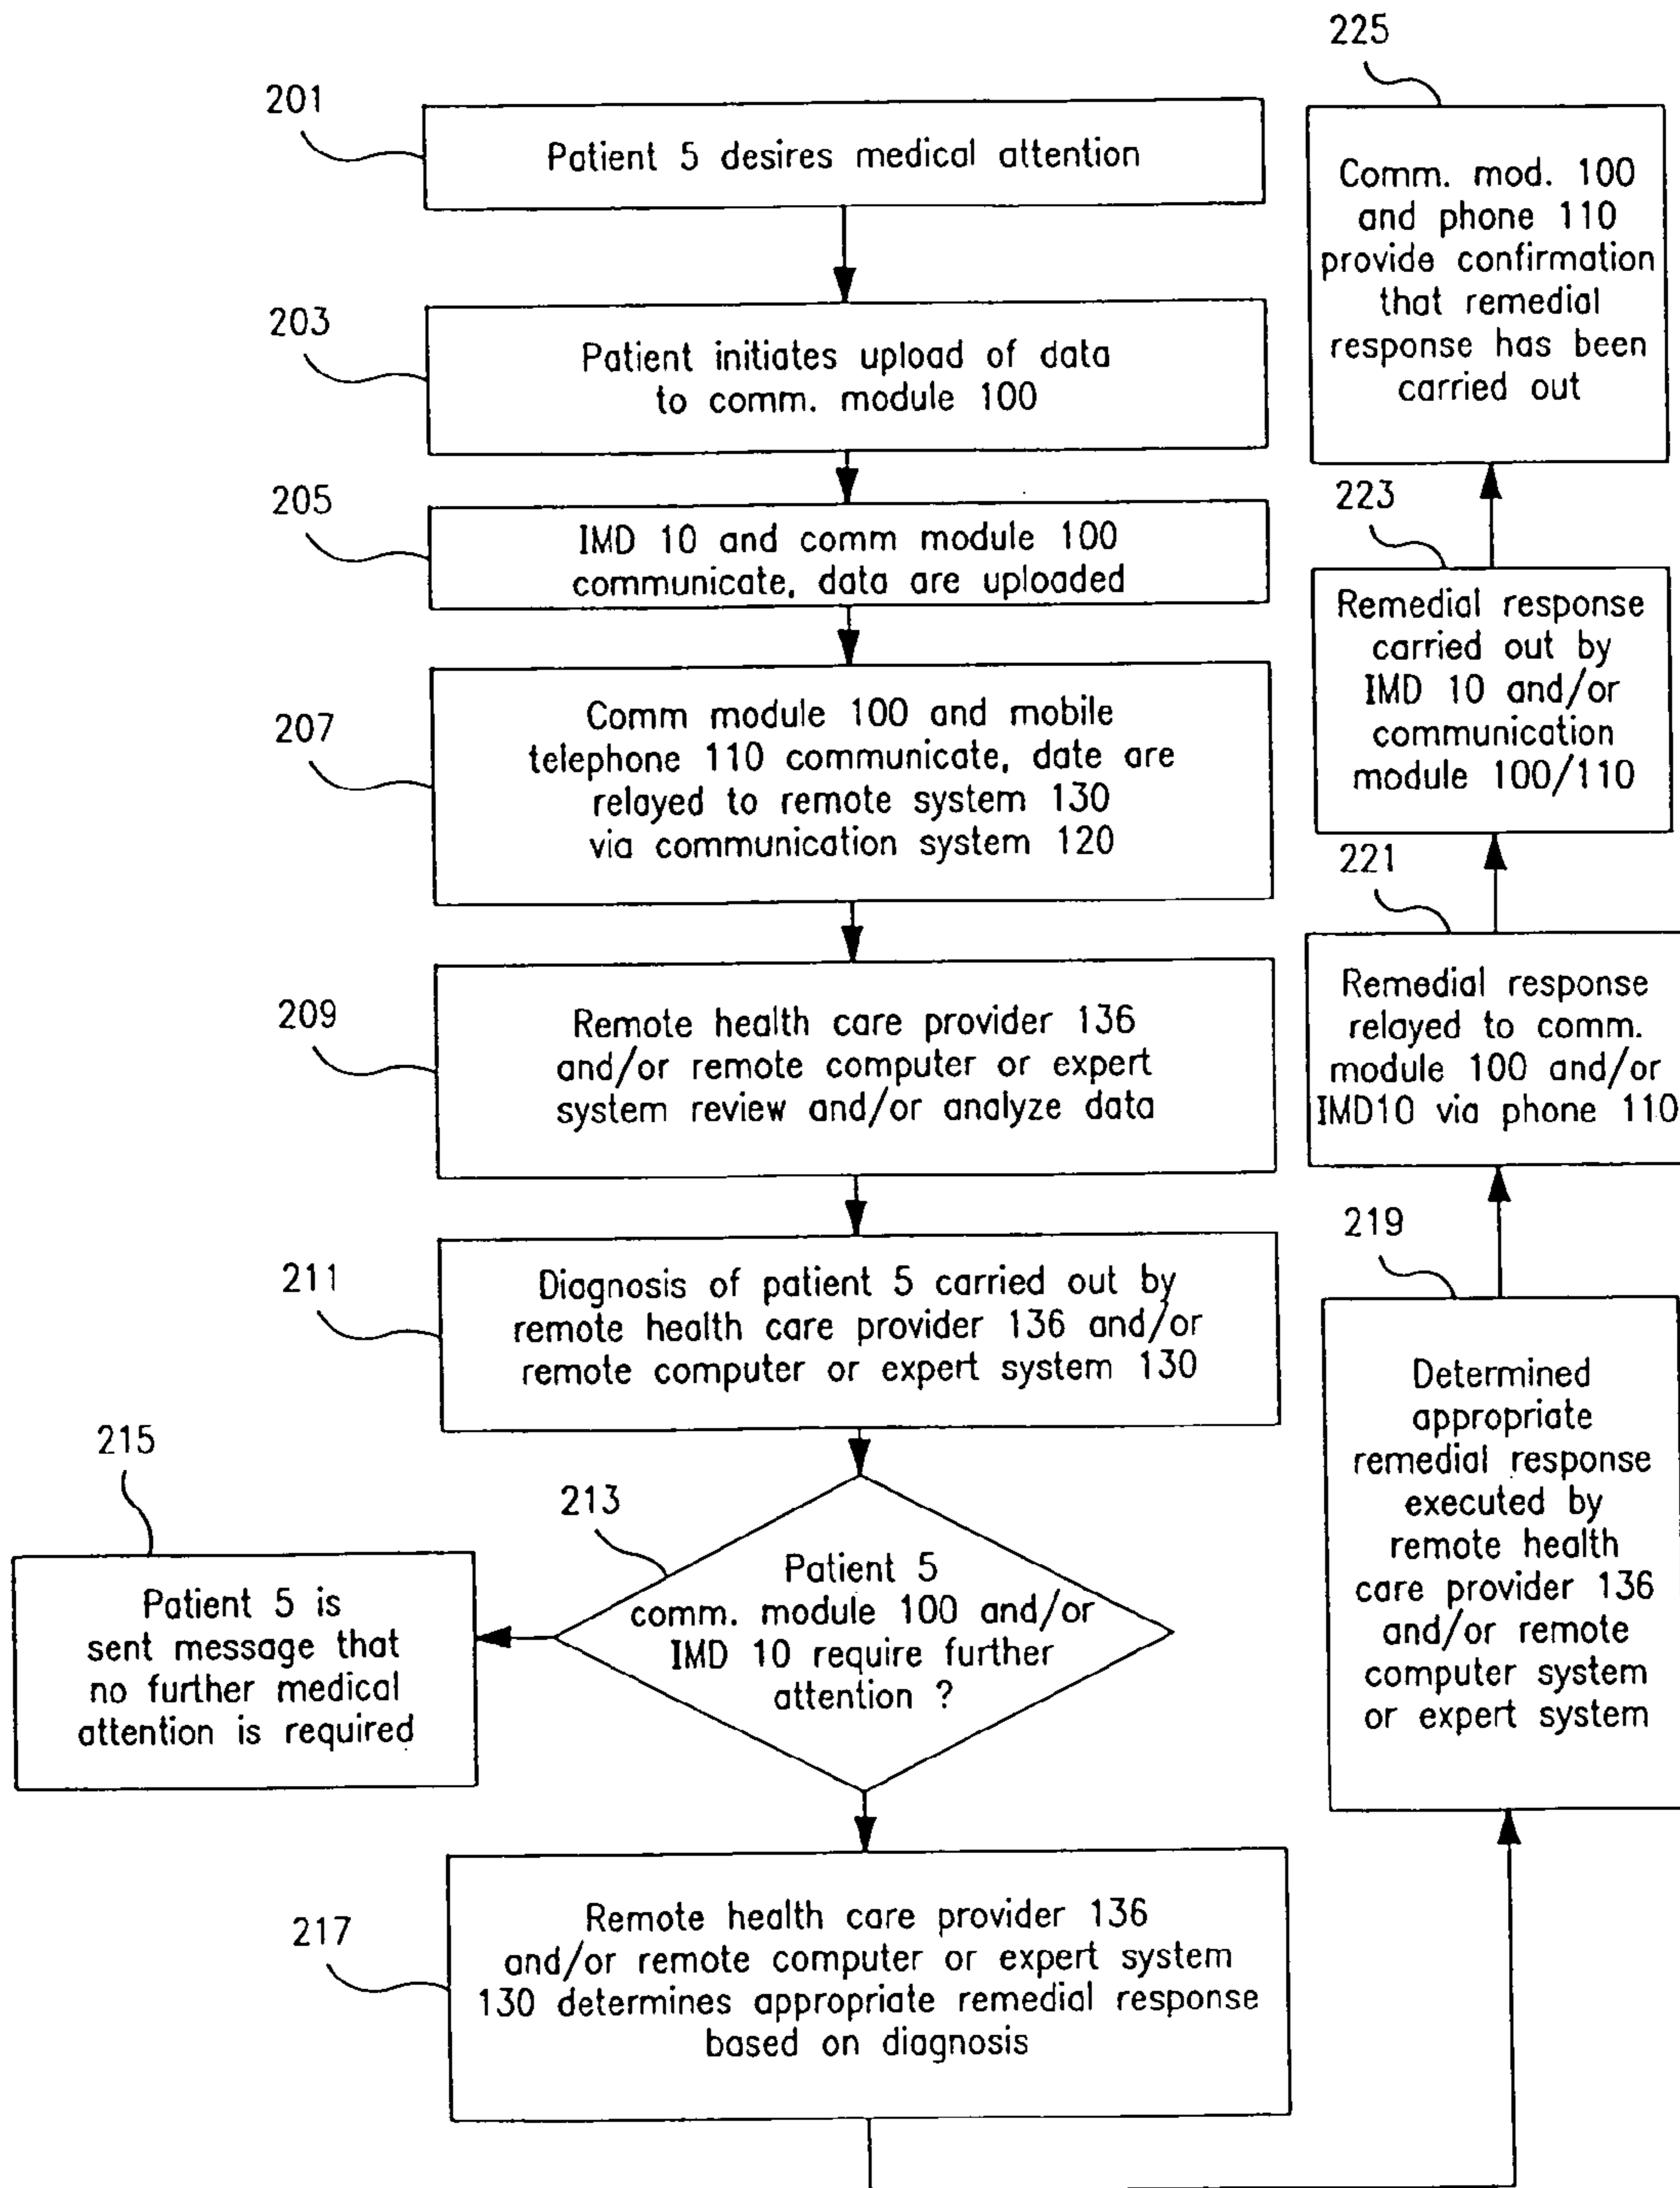 201
Patient 5 desires medical attention
203
Patient initiates upload of data
to comm. module 100
205
IMD 10 and comm module 100
communicate, data are uploaded
207
Comm module 100 and mobile
telephone 110 communicate, date are
relayed to remote system 130
via communication system 120
209
Remote health care provider 136
and/or remote computer or expert
system review and/or analyze data
211
Diagnosis of patient 5 carried out by
remote health care provider 136 and/or
remote computer or expert system 130
213
Patient 5
comm. module 100 and/or
IMD 10 require further
attention ?
215
Patient 5 is
sent message that
no further medical
attention is required
217
Remote health care provider 136
and/or remote computer or expert system
130 determines appropriate remedial response
based on diagnosis
219
Determined
appropriate
remedial response
executed by
remote health
care provider 136
and/or remote
computer system
or expert system
221
Remedial response
relayed to comm.
module 100 and/or
IMD10 via phone 110
223
Remedial response
carried out by
IMD 10 and/or
communication
module 100/110
225
Comm. mod. 100
and phone 110
provide confirmation
that remedial
response has been
carried out